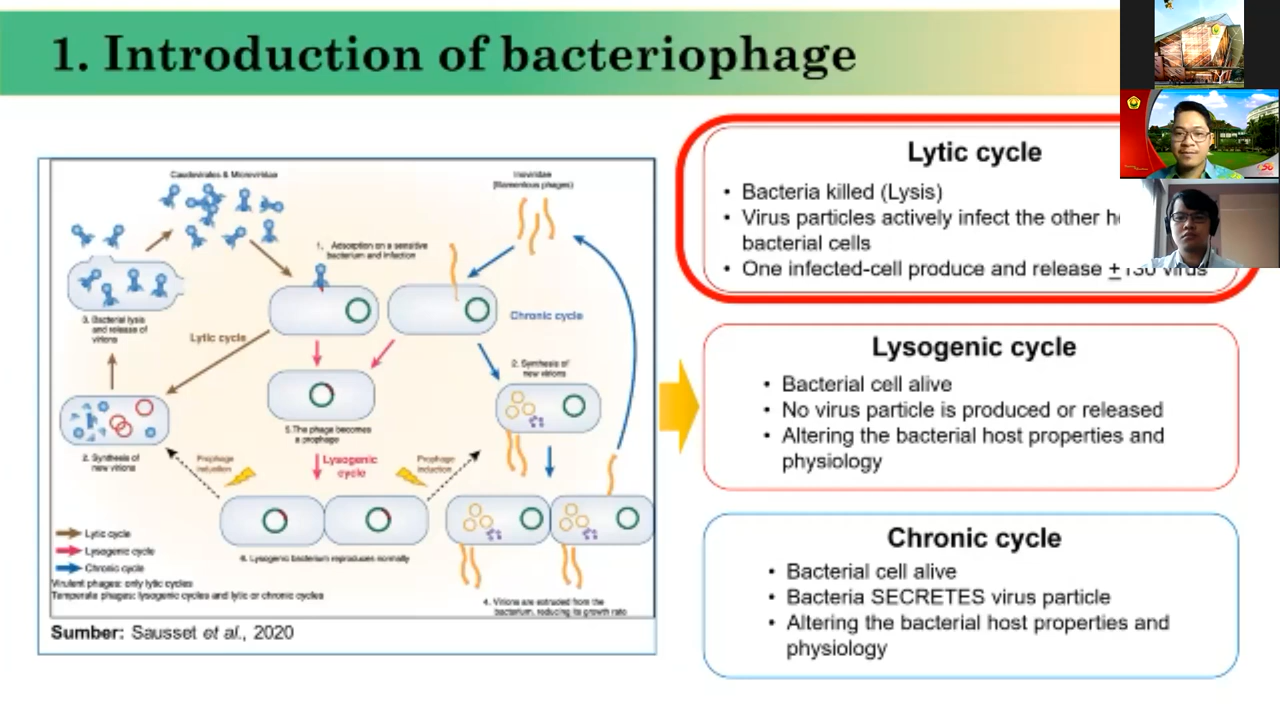 1. Introduction of bacteriophage
Caudovirales & Microviridae
Inoviridae
(filamentous phages)
1. Adsorption on a sensitive
bacterium and infection
3. Bacterial lysis
and release of
virions
Lytic cycle
Chronic cycle
2. Synthesis of
new virions
5.The phage becomes
a prophage
2. Synthesis of
new virions
Prophage
induction
Lysogenic
cycle
Prophage
induction
6. Lysogenic bacterium reproduces normally
Lytic cycle
Lysogenic cycle
Chronic cycle
Virulent phages: only lytic cycles
Temperate phages: lysogenic cycles and lytic or chronic cycles
4. Virions are extruded from the
bacterium, reducing its growth rate
Sumber: Sausset et al., 2020
Lytic cycle
• Bacteria killed (Lysis)
• Virus particles actively infect the other
bacterial cells
• One infected-cell produce and release ± 130 virus
Lysogenic cycle
• Bacterial cell alive
• No virus particle is produced or released
• Altering the bacterial host properties and
physiology
Chronic cycle
• Bacterial cell alive
• Bacteria SECRETES virus particle
• Altering the bacterial host properties and
physiology